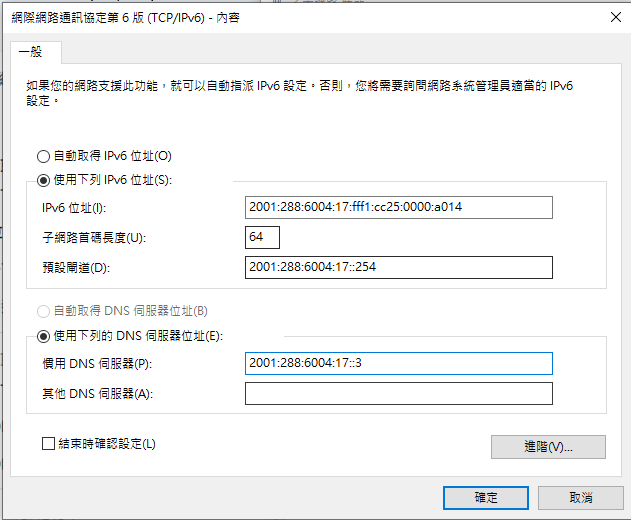 網際網路通訊協定第 6 版 (TCP/IPv6) - 內容
一般
如果您的網路支援此功能，就可以自動指派 IPv6 設定。否則，您將需要詢問網路系統管理員適當的 IPv6
設定。
自動取得 IPv6 位址(O)
使用下列 IPv6 位址(S):
IPv6 位址(I):
2001:288:6004:17:fff1:cc25:0000:a014
子網路首碼長度(U):
64
預設閘道(D):
2001:288:6004:17::254
自動取得 DNS 伺服器位址(B)
使用下列的 DNS 伺服器位址(E):
慣用 DNS 伺服器(P):
2001:288:6004:17::3
其他 DNS 伺服器(A):
結束時確認設定(L)
進階(V)...
確定
取消